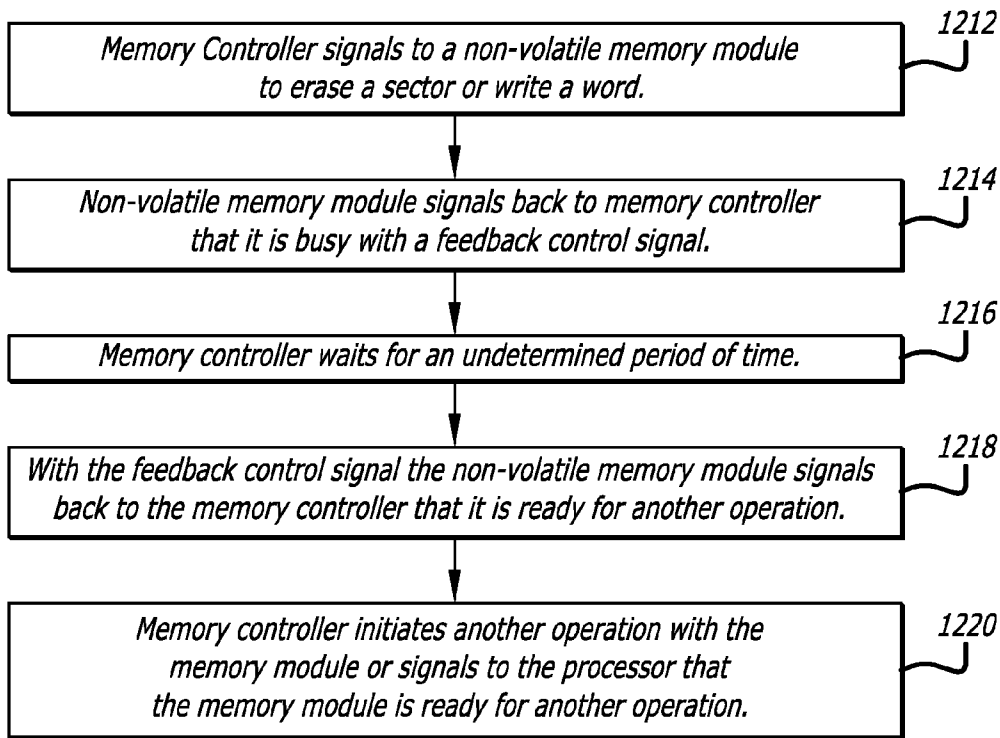 1212
Memory Controller signals to a non-volatile memory module
to erase a sector or write a word.
1214
Non-volatile memory module signals back to memory controller
that it is busy with a feedback control signal.
1216
Memory controller waits for an undetermined period of time.
1218
With the feedback control signal the non-volatile memory module signals
back to the memory controller that it is ready for another operation.
1220
Memory controller initiates another operation with the
memory module or signals to the processor that
the memory module is ready for another operation.